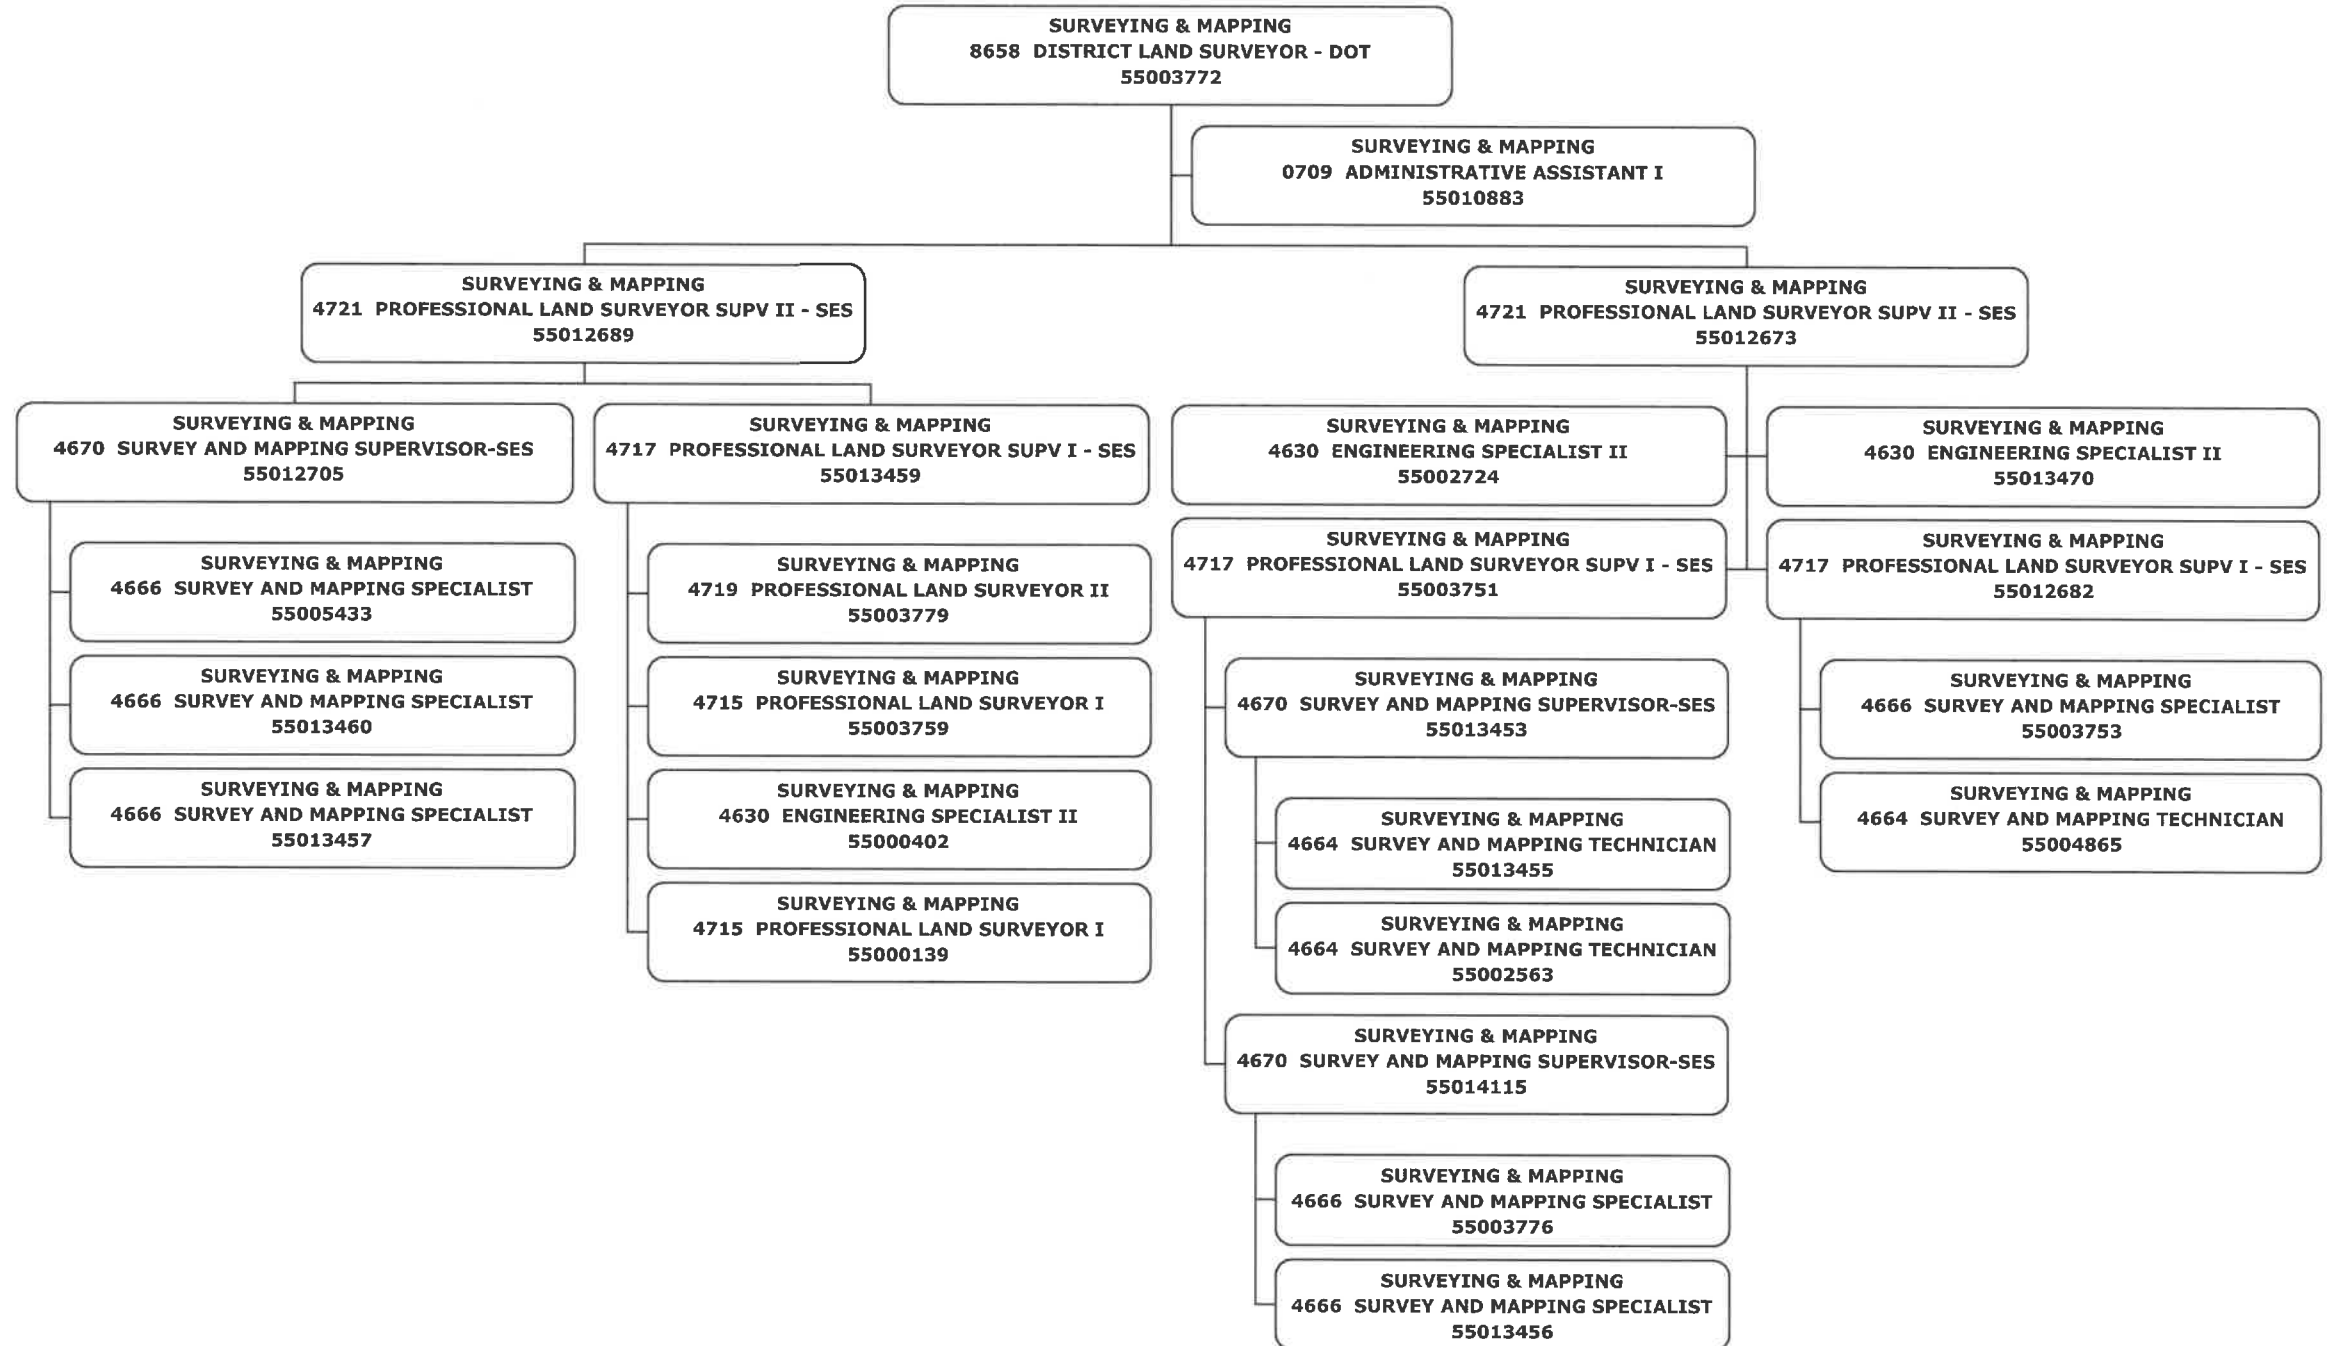 SURVEYING & MAPPING
8658 DISTRICT LAND SURVEYOR - DOT
55003772
SURVEYING & MAPPING
0709 ADMINISTRATIVE ASSISTANT I
55010883
SURVEYING & MAPPING
4721 PROFESSIONAL LAND SURVEYOR SUPV II - SES
55012689
SURVEYING & MAPPING
4721 PROFESSIONAL LAND SURVEYOR SUPV II - SES
55012673
SURVEYING & MAPPING
4670 SURVEY AND MAPPING SUPERVISOR-SES
55012705
SURVEYING & MAPPING
4666 SURVEY AND MAPPING SPECIALIST
55005433
SURVEYING & MAPPING
4666 SURVEY AND MAPPING SPECIALIST
55013460
SURVEYING & MAPPING
4666 SURVEY AND MAPPING SPECIALIST
55013457
SURVEYING & MAPPING
4717 PROFESSIONAL LAND SURVEYOR SUPV I - SES
55013459
SURVEYING & MAPPING
4719 PROFESSIONAL LAND SURVEYOR II
55003779
SURVEYING & MAPPING
4715 PROFESSIONAL LAND SURVEYOR I
55003759
SURVEYING & MAPPING
4630 ENGINEERING SPECIALIST II
55000402
SURVEYING & MAPPING
4715 PROFESSIONAL LAND SURVEYOR I
55000139
SURVEYING & MAPPING
4630 ENGINEERING SPECIALIST II
55002724
SURVEYING & MAPPING
4630 ENGINEERING SPECIALIST II
55013470
SURVEYING & MAPPING
4717 PROFESSIONAL LAND SURVEYOR SUPV I - SES
55003751
SURVEYING & MAPPING
4670 SURVEY AND MAPPING SUPERVISOR-SES
55013453
SURVEYING & MAPPING
4664 SURVEY AND MAPPING TECHNICIAN
55013455
SURVEYING & MAPPING
4664 SURVEY AND MAPPING TECHNICIAN
55002563
SURVEYING & MAPPING
4670 SURVEY AND MAPPING SUPERVISOR-SES
55014115
SURVEYING & MAPPING
4666 SURVEY AND MAPPING SPECIALIST
55003776
SURVEYING & MAPPING
4666 SURVEY AND MAPPING SPECIALIST
55013456
SURVEYING & MAPPING
4717 PROFESSIONAL LAND SURVEYOR SUPV I - SES
55012682
SURVEYING & MAPPING
4666 SURVEY AND MAPPING SPECIALIST
55003753
SURVEYING & MAPPING
4664 SURVEY AND MAPPING TECHNICIAN
55004865